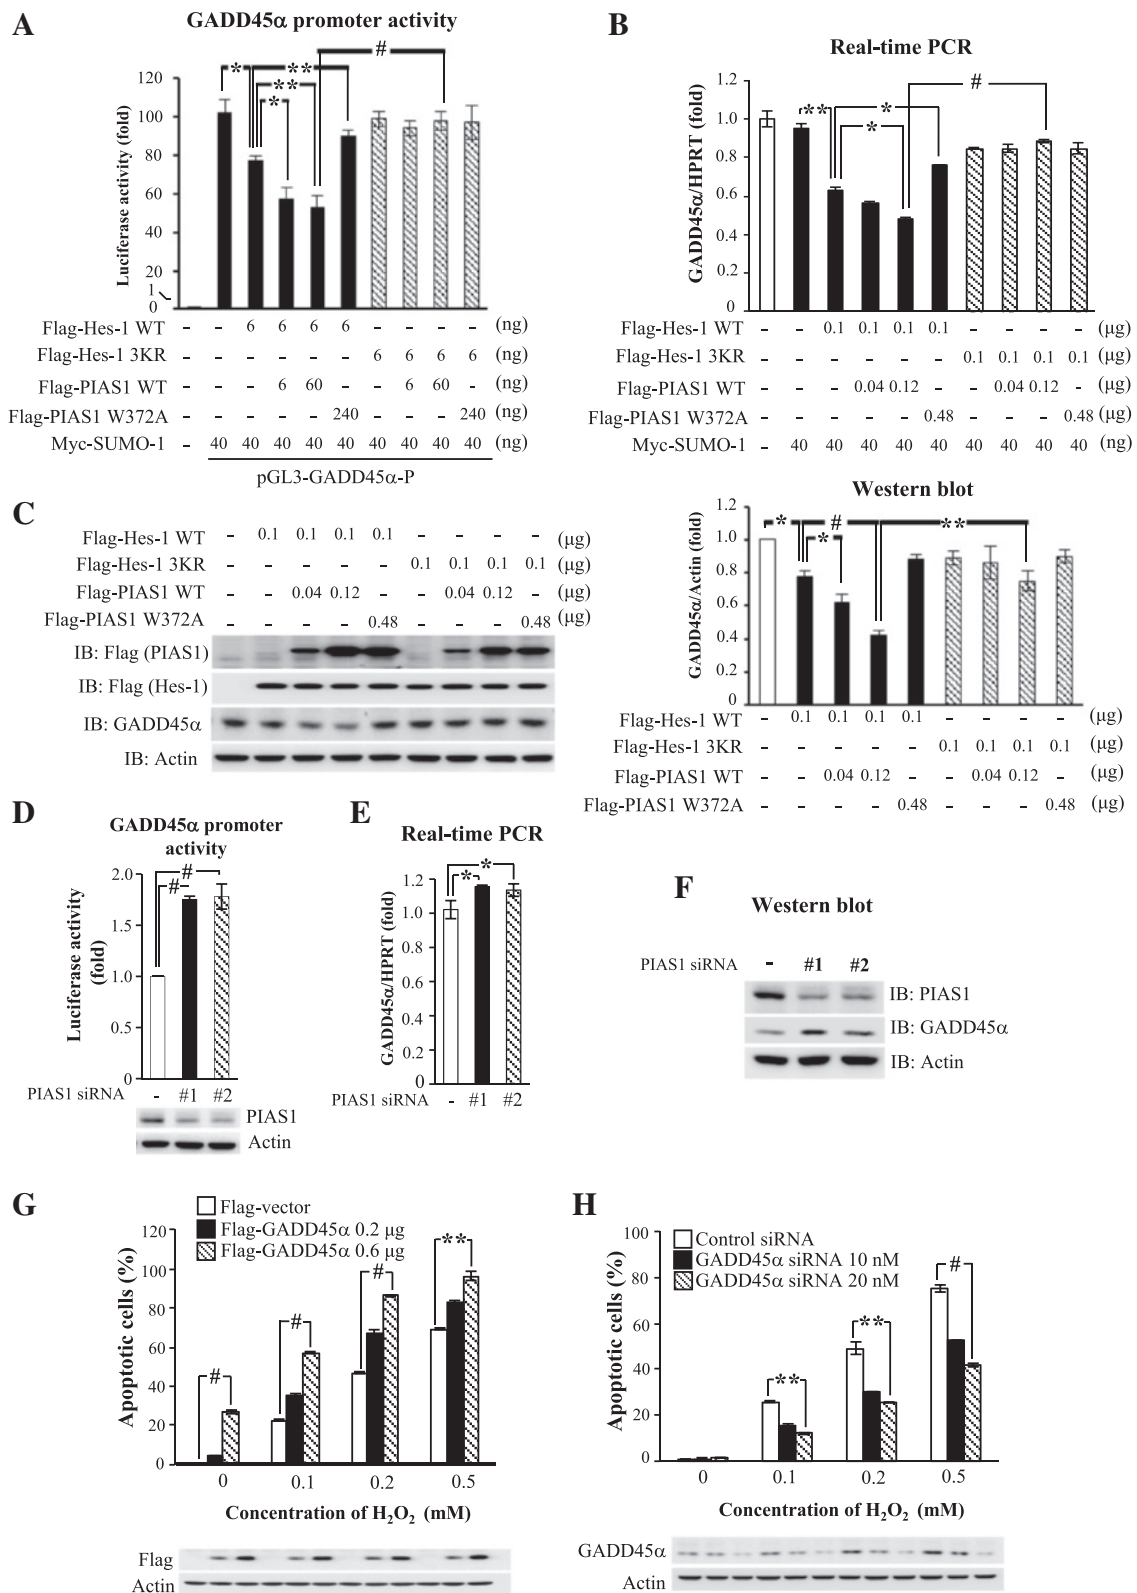 A
GADD45α promoter activity
Luciferase activity (fold)
120
100
80
60
40
20
1
0
* ** ** * #
Flag-Hes-1 WT - - 6 6 6 6 - - - - (ng)
Flag-Hes-1 3KR - - - - - - 6 6 6 6 (ng)
Flag-PIAS1 WT - - - 6 60 - - 6 60 - (ng)
Flag-PIAS1 W372A - - - - - 240 - - - 240 (ng)
Myc-SUMO-1 - 40 40 40 40 40 40 40 40 40 (ng)
pGL3-GADD45α-P
B
Real-time PCR
GADD45α/HPRT
1.2
1.0
0.8
0.6
0.4
0.2
0
** * * #
Flag-Hes-1 WT - - 0.1 0.1 0.1 0.1 - - - - (μg)
Flag-Hes-1 3KR - - - - - - 0.1 0.1 0.1 0.1 (μg)
Flag-PIAS1 WT - - - 0.04 0.12 - - 0.04 0.12 - (μg)
Flag-PIAS1 W372A - - - - - 0.48 - - - 0.48 (μg)
Myc-SUMO-1 - 40 40 40 40 40 40 40 40 40 (ng)
C
Flag-Hes-1 WT - 0.1 0.1 0.1 0.1 - - - - (μg)
Flag-Hes-1 3KR - - - - - 0.1 0.1 0.1 0.1 (μg)
Flag-PIAS1 WT - - 0.04 0.12 - - 0.04 0.12 - (μg)
Flag-PIAS1 W372A - - - - 0.48 - - - 0.48 (μg)
IB: Flag (PIAS1)
IB: Flag (Hes-1)
IB: GADD45α
IB: Actin
Western blot
GADD45α/Actin (fold)
1.2
1.0
0.8
0.6
0.4
0.2
0
* # * **
Flag-Hes-1 WT - 0.1 0.1 0.1 0.1 - - - - (μg)
Flag-Hes-1 3KR - - - - - 0.1 0.1 0.1 0.1 (μg)
Flag-PIAS1 WT - - 0.04 0.12 - - 0.04 0.12 - (μg)
Flag-PIAS1 W372A - - - - 0.48 - - - 0.48 (μg)
D
GADD45α promoter
activity
Luciferase activity
(fold)
2.0
1.5
1.0
0.5
0
# #
PIAS1 siRNA - #1 #2
PIAS1
Actin
E
Real-time PCR
GADD45α/HPRT (fold)
1.2
1.0
1.2
0.6
0.4
0.2
0
* *
PIAS1 siRNA - #1 #2
F
Western blot
PIAS1 siRNA - #1 #2
IB: PIAS1
IB: GADD45α
IB: Actin
G
Flag-vector
Flag-GADD45α 0.2 μg
Flag-GADD45α 0.6 μg
Apoptotic cells (%)
120
100
80
60
40
20
0
# # # **
0 0.1 0.2 0.5
Concentration of H₂O₂ (mM)
Flag
Actin
H
Control siRNA
GADD45α siRNA 10 nM
GADD45α siRNA 20 nM
Apoptotic cells (%)
100
80
60
40
20
0
** ** #
0 0.1 0.2 0.5
Concentration of H₂O₂ (mM)
GADD45α
Actin